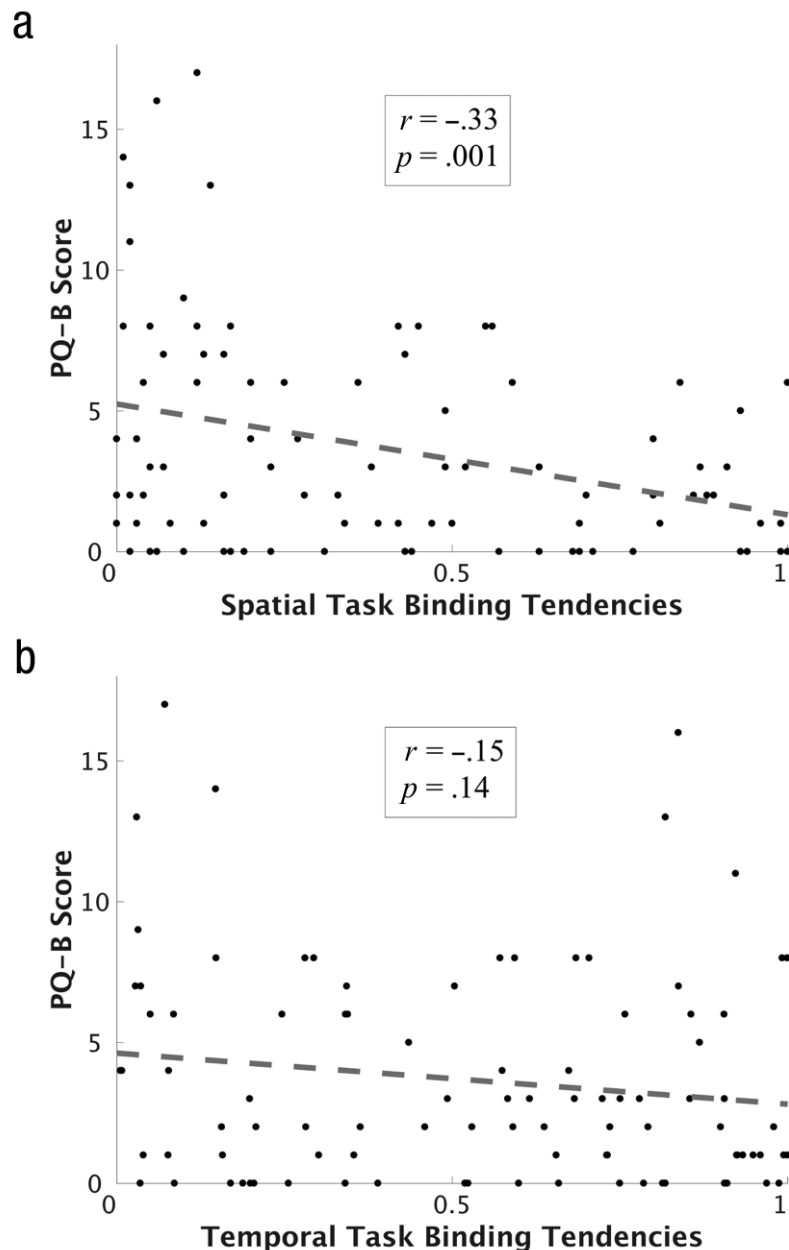 a
15
10
5
0
PQ-B Score
r = -.33
p = .001
0
0.5
1
Spatial Task Binding Tendencies
b
15
10
5
0
PQ-B Score
r = -.15
p = .14
0
0.5
1
Temporal Task Binding Tendencies